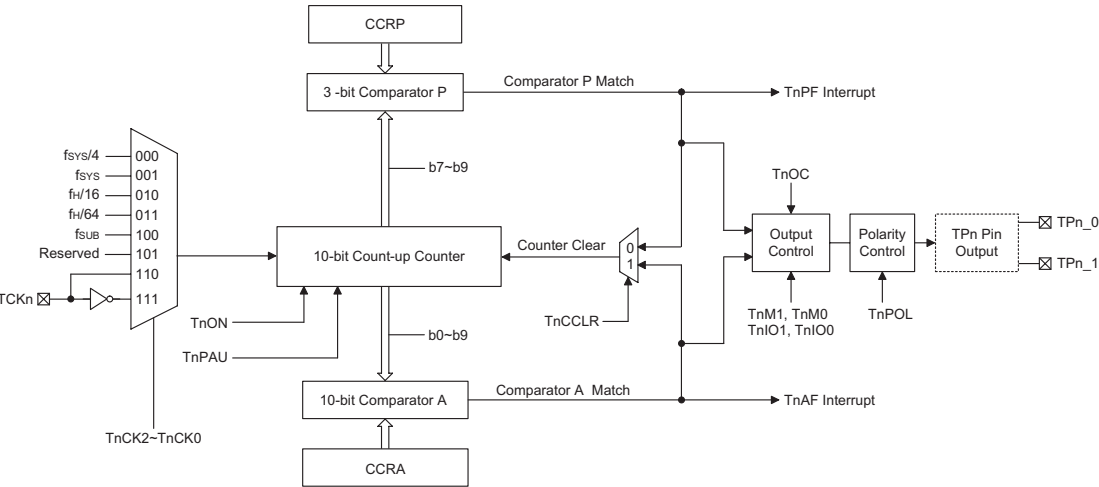 CCRP
3 -bit Comparator P
Comparator P Match
TnPF Interrupt
b7~b9
fSYS/4
000
fSYS
001
fH/16
010
fH/64
011
fSUB
100
Reserved
101
110
TCKn
111
TnCK2~TnCK0
10-bit Count-up Counter
Counter Clear
0
1
TnCCLR
TnON
TnPAU
b0~b9
TnOC
Output
Control
TnM1, TnM0
TnIO1, TnIO0
Polarity
Control
TnPOL
TPn Pin
Output
TPn_0
TPn_1
10-bit Comparator A
Comparator A Match
TnAF Interrupt
CCRA